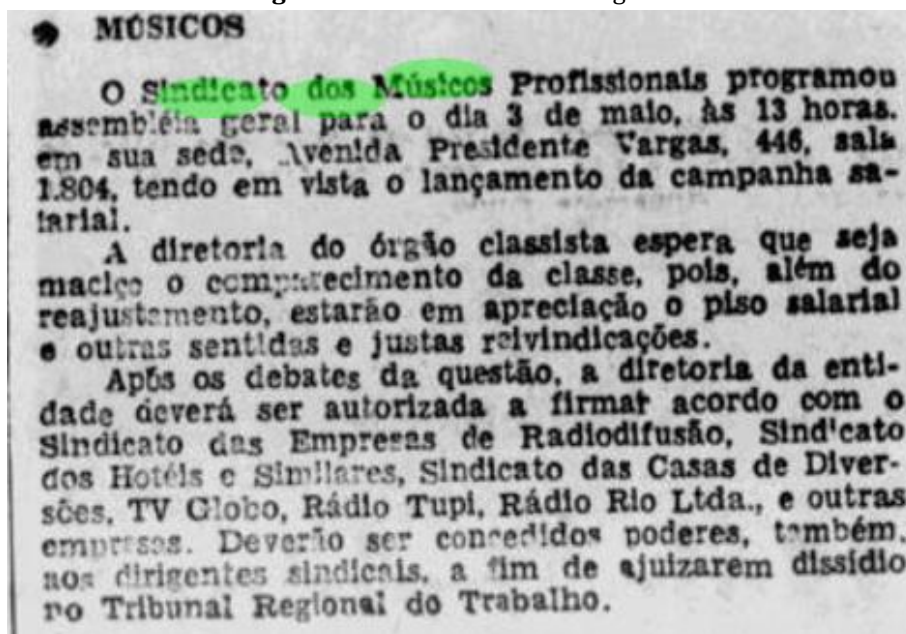 MÚSICOS
O Sindicato dos Músicos Profissionais programou
assembléia geral para o dia 3 de maio, às 13 horas,
em sua sede, Avenida Presidente Vargas, 446, sala
1.804, tendo em vista o lançamento da campanha sa-
larial.
A diretoria do órgão classista espera que seja
maciço o comparecimento da classe, pois, além do
reajustamento, estarão em apreciação o piso salarial
e outras sentidas e justas reivindicações.
Após os debates da questão, a diretoria da enti-
dade deverá ser autorizada a firmar acordo com o
Sindicato das Empresas de Radiodifusão, Sindicato
dos Hotéis e Similares, Sindicato das Casas de Diver-
sões, TV Globo, Rádio Tupi, Rádio Rio Ltda., e outras
empresas. Deverão ser concedidos poderes, também,
aos dirigentes sindicais, a fim de ajuizarem dissídio
no Tribunal Regional do Trabalho.